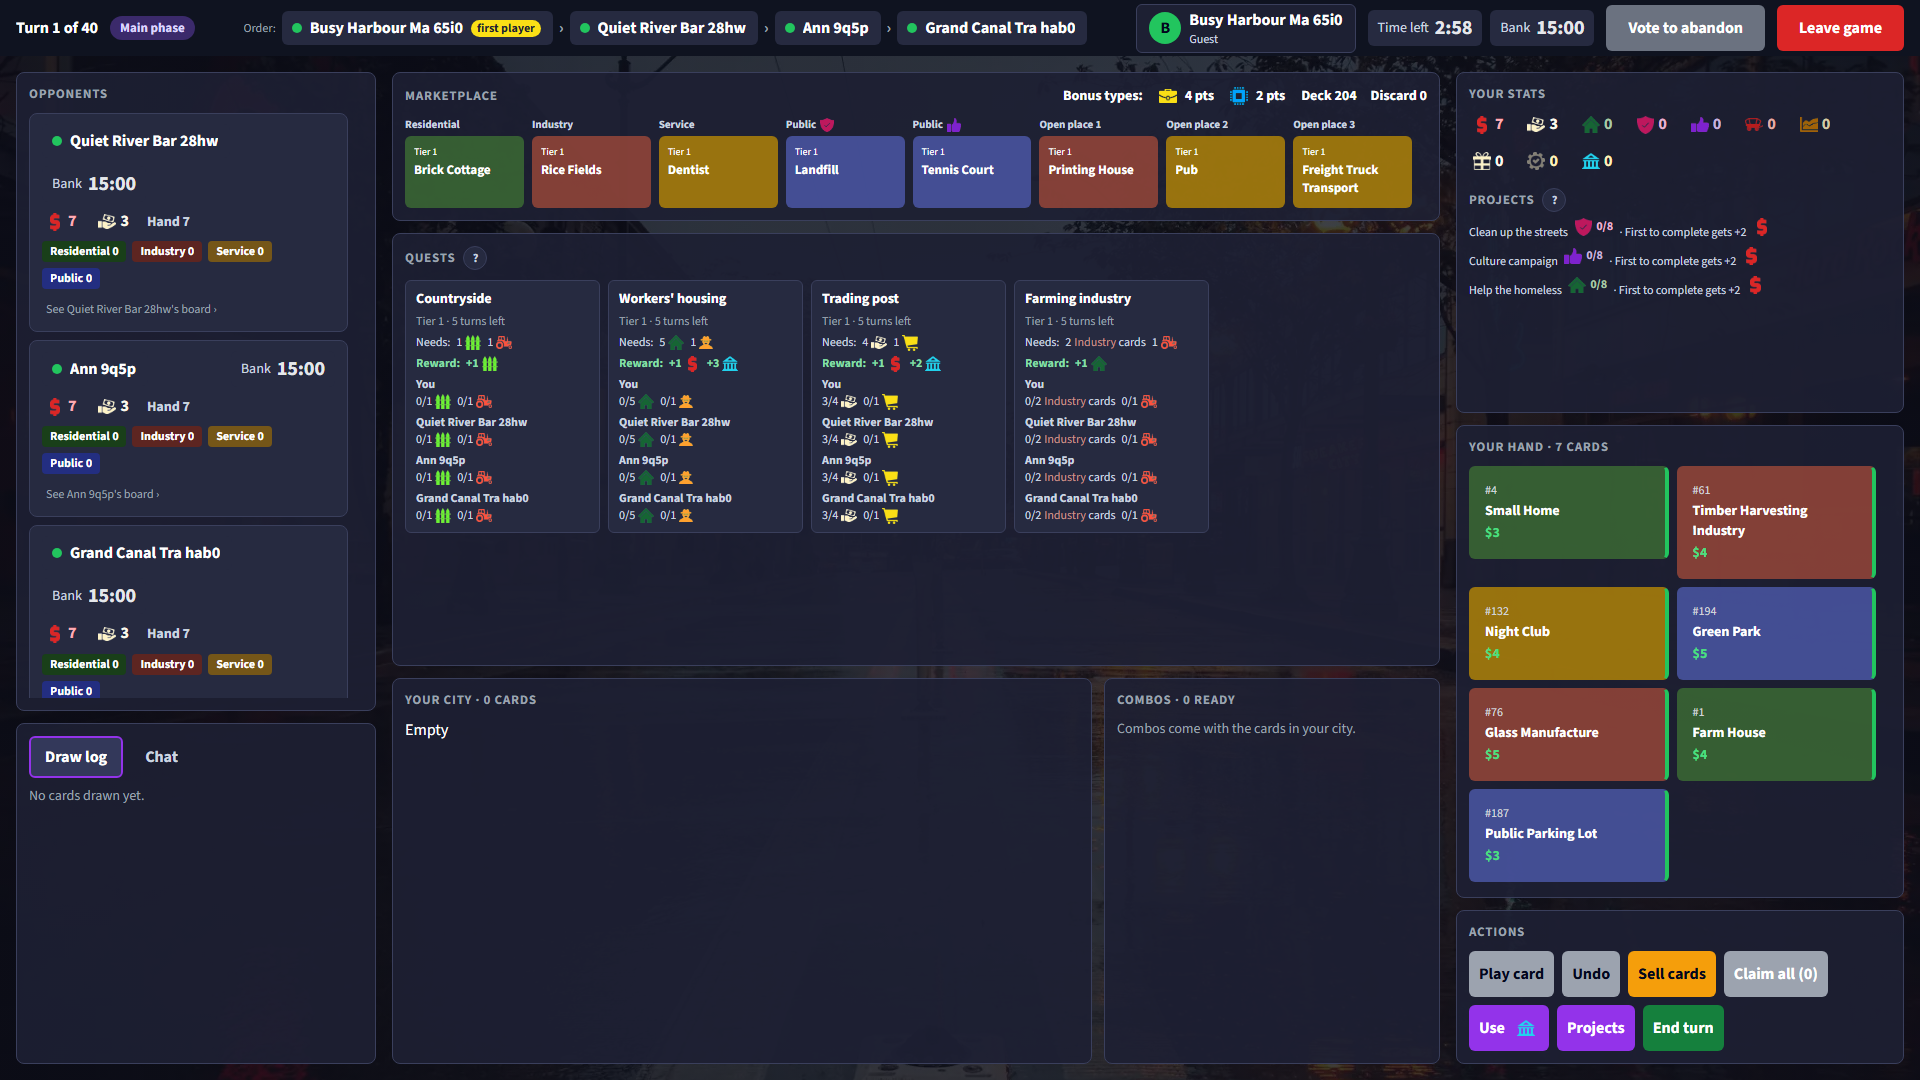 Turn 1 of 40 Main phase Order: Busy Harbour Ma 65i0 first player › Quiet River Bar 28hw › Ann 9q5p › Grand Canal Tra hab0
B Busy Harbour Ma 65i0
Guest
Time left 2:58 Bank 15:00 Vote to abandon Leave game
OPPONENTS
Quiet River Bar 28hw
Bank 15:00
7 3 Hand 7
Residential 0 Industry 0 Service 0
Public 0
See Quiet River Bar 28hw's board ›
Ann 9q5p Bank 15:00
7 3 Hand 7
Residential 0 Industry 0 Service 0
Public 0
See Ann 9q5p's board ›
Grand Canal Tra hab0
Bank 15:00
7 3 Hand 7
Residential 0 Industry 0 Service 0
Public 0
Draw log Chat
No cards drawn yet.
MARKETPLACE Bonus types: 4 pts 2 pts Deck 204 Discard 0
Residential Industry Service Public Public Open place 1 Open place 2 Open place 3
Tier 1 Tier 1 Tier 1 Tier 1 Tier 1 Tier 1 Tier 1 Tier 1
Brick Cottage Rice Fields Dentist Landfill Tennis Court Printing House Pub Freight Truck
Transport
QUESTS ?
Countryside
Tier 1 · 5 turns left
Needs: 1 1
Reward: +1
You
0/1 0/1
Quiet River Bar 28hw
0/1 0/1
Ann 9q5p
0/1 0/1
Grand Canal Tra hab0
0/1 0/1
Workers' housing
Tier 1 · 5 turns left
Needs: 5 1
Reward: +1 +3
You
0/5 0/1
Quiet River Bar 28hw
0/5 0/1
Ann 9q5p
0/5 0/1
Grand Canal Tra hab0
0/5 0/1
Trading post
Tier 1 · 5 turns left
Needs: 4 1
Reward: +1 +2
You
3/4 0/1
Quiet River Bar 28hw
3/4 0/1
Ann 9q5p
3/4 0/1
Grand Canal Tra hab0
3/4 0/1
Farming industry
Tier 1 · 5 turns left
Needs: 2 Industry cards 1
Reward: +1
You
0/2 Industry cards 0/1
Quiet River Bar 28hw
0/2 Industry cards 0/1
Ann 9q5p
0/2 Industry cards 0/1
Grand Canal Tra hab0
0/2 Industry cards 0/1
YOUR CITY · 0 CARDS
Empty
COMBOS · 0 READY
Combos come with the cards in your city.
YOUR STATS
7 3 0 0 0 0 0
0 0 0
PROJECTS ?
Clean up the streets 0/8 · First to complete gets +2
Culture campaign 0/8 · First to complete gets +2
Help the homeless 0/8 · First to complete gets +2
YOUR HAND · 7 CARDS
#4
Small Home
$3
#61
Timber Harvesting
Industry
$4
#132
Night Club
$4
#194
Green Park
$5
#76
Glass Manufacture
$5
#1
Farm House
$4
#187
Public Parking Lot
$3
ACTIONS
Play card Undo Sell cards Claim all (0)
Use Projects End turn